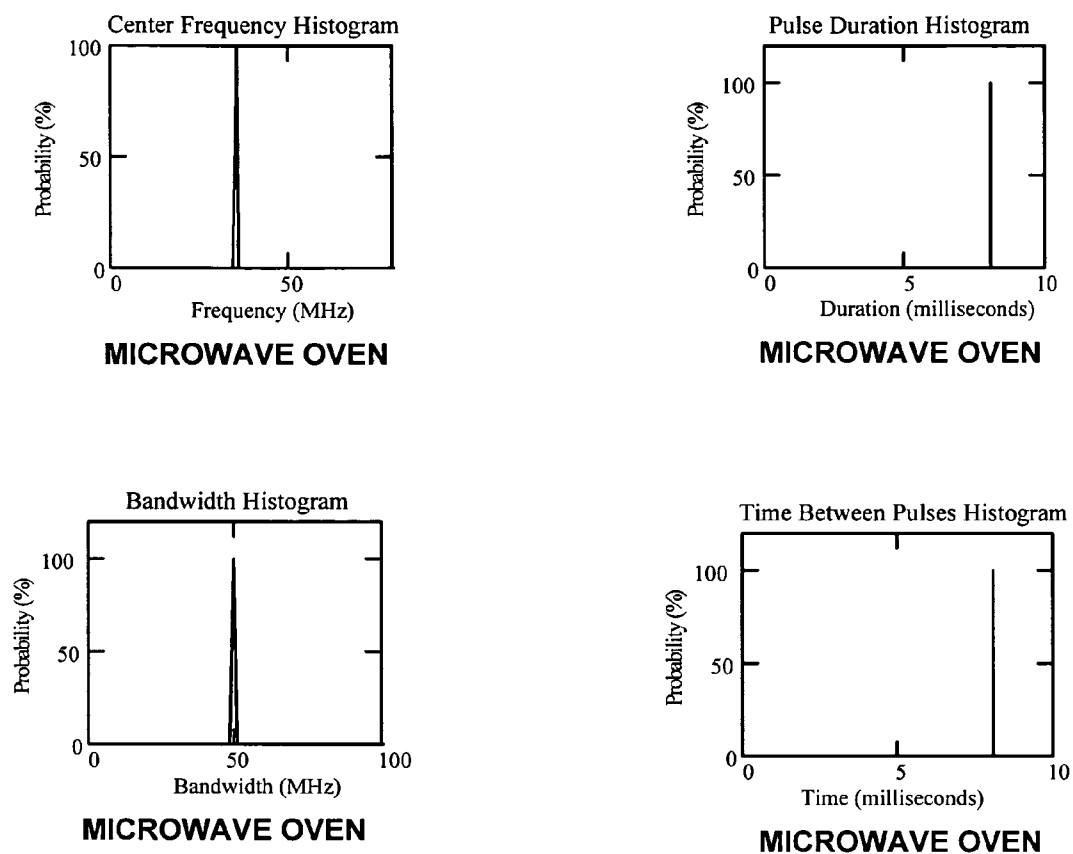 Center Frequency Histogram
100
50
0
Probability (%)
0
50
Frequency (MHz)
MICROWAVE OVEN
Pulse Duration Histogram
100
50
0
Probability (%)
0
5
10
Duration (milliseconds)
MICROWAVE OVEN
Bandwidth Histogram
100
50
0
Probability (%)
0
50
100
Bandwidth (MHz)
MICROWAVE OVEN
Time Between Pulses Histogram
100
50
0
Probability (%)
0
5
10
Time (milliseconds)
MICROWAVE OVEN